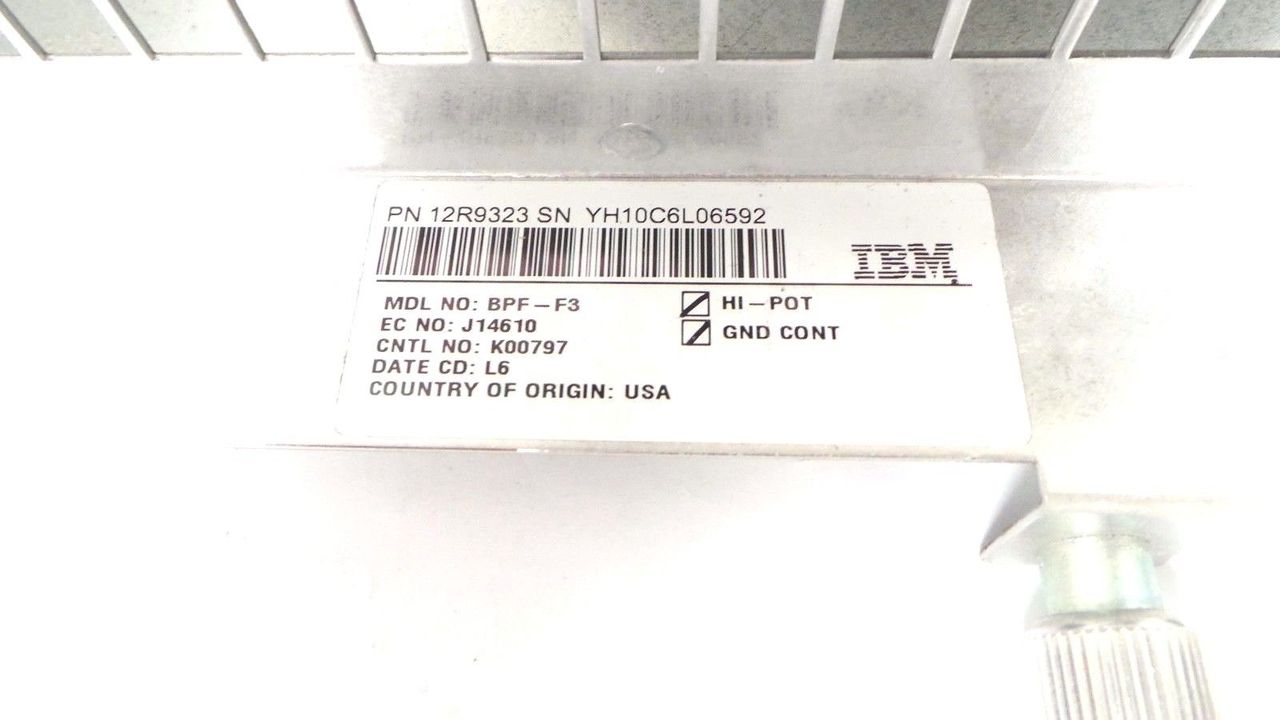 PN 12R9323 SN YH10C6L06592
IBM
MDL NO: BPF-F3
HI-POT
EC NO: J14610
GND CONT
CNTL NO: K00797
DATE CD: L6
COUNTRY OF ORIGIN: USA